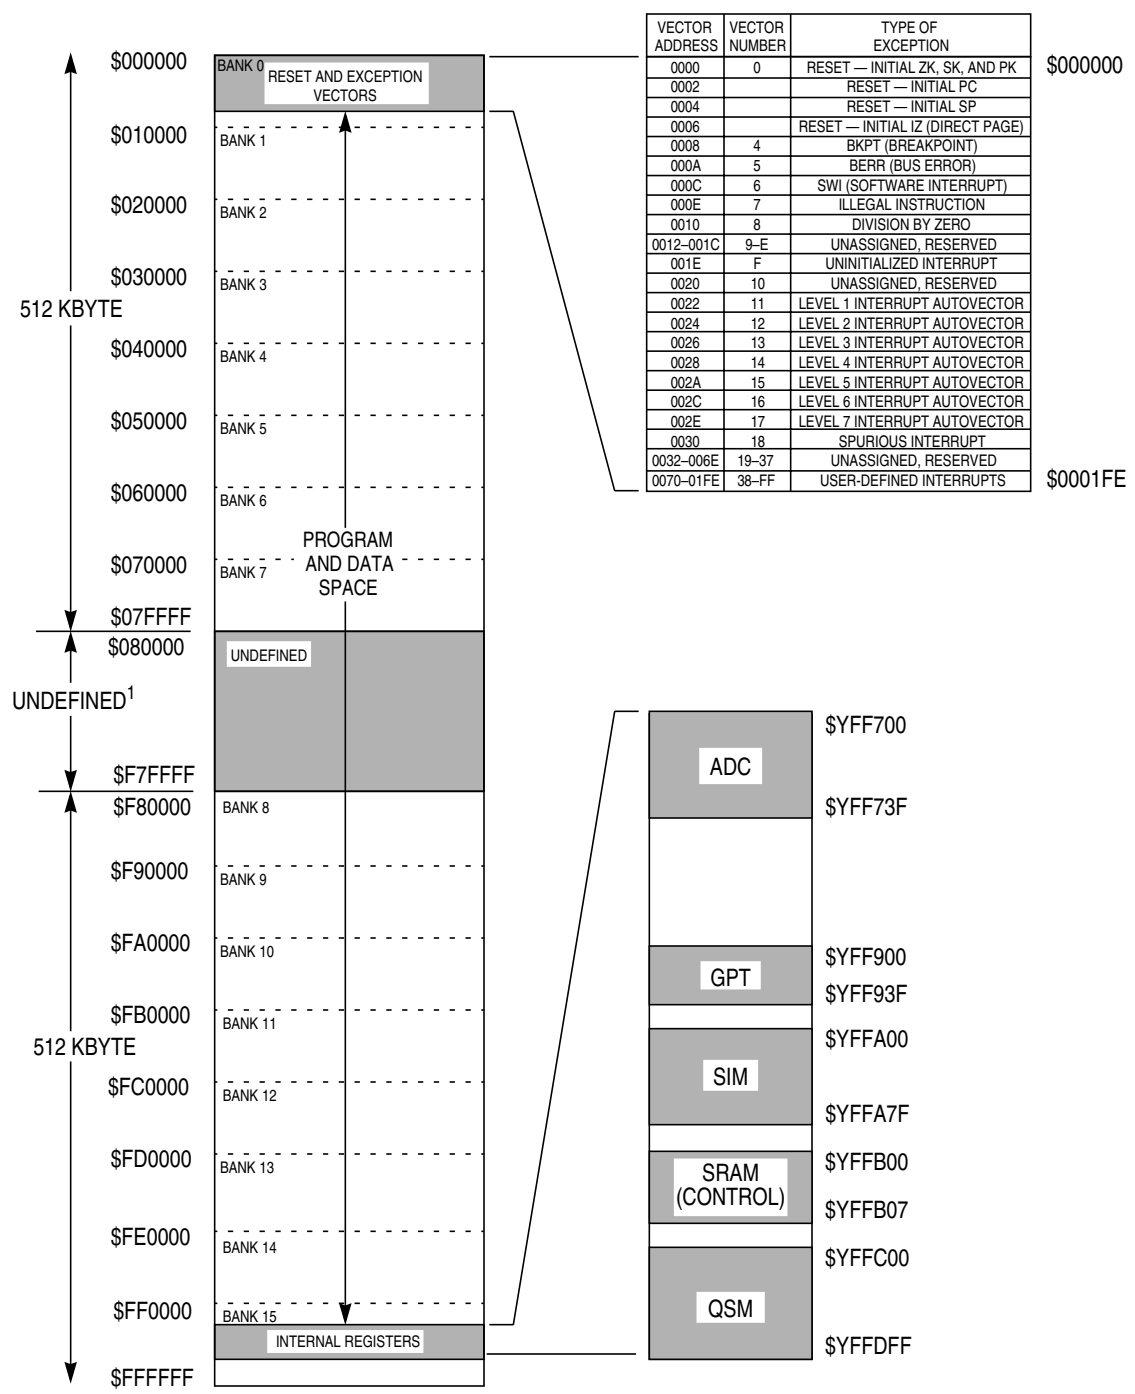 VECTOR ADDRESS VECTOR NUMBER TYPE OF EXCEPTION
0000 0 RESET — INITIAL ZK, SK, AND PK
0002 RESET — INITIAL PC
0004 RESET — INITIAL SP
0006 RESET — INITIAL IZ (DIRECT PAGE)
0008 4 BKPT (BREAKPOINT)
000A 5 BERR (BUS ERROR)
000C 6 SWI (SOFTWARE INTERRUPT)
000E 7 ILLEGAL INSTRUCTION
0010 8 DIVISION BY ZERO
0012–001C 9–E UNASSIGNED, RESERVED
001E F UNINITIALIZED INTERRUPT
0020 10 UNASSIGNED, RESERVED
0022 11 LEVEL 1 INTERRUPT AUTOVECTOR
0024 12 LEVEL 2 INTERRUPT AUTOVECTOR
0026 13 LEVEL 3 INTERRUPT AUTOVECTOR
0028 14 LEVEL 4 INTERRUPT AUTOVECTOR
002A 15 LEVEL 5 INTERRUPT AUTOVECTOR
002C 16 LEVEL 6 INTERRUPT AUTOVECTOR
002E 17 LEVEL 7 INTERRUPT AUTOVECTOR
0030 18 SPURIOUS INTERRUPT
0032–006E 19–37 UNASSIGNED, RESERVED
0070–01FE 38–FF USER-DEFINED INTERRUPTS
$000000
$0001FE
$000000
BANK 0
RESET AND EXCEPTION
VECTORS
$010000
BANK 1
$020000
BANK 2
$030000
BANK 3
512 KBYTE
$040000
BANK 4
$050000
BANK 5
$060000
BANK 6
PROGRAM
AND DATA
SPACE
$070000
BANK 7
$07FFFF
$080000
UNDEFINED
UNDEFINED1
$F7FFFF
$F80000
BANK 8
$F90000
BANK 9
$FA0000
BANK 10
$FB0000
BANK 11
512 KBYTE
$FC0000
BANK 12
$FD0000
BANK 13
$FE0000
BANK 14
$FF0000
BANK 15
INTERNAL REGISTERS
$FFFFFF
$YFF700
ADC
$YFF73F
$YFF900
GPT
$YFF93F
$YFFA00
SIM
$YFFA7F
$YFFB00
SRAM
(CONTROL)
$YFFB07
$YFFC00
QSM
$YFFDFF